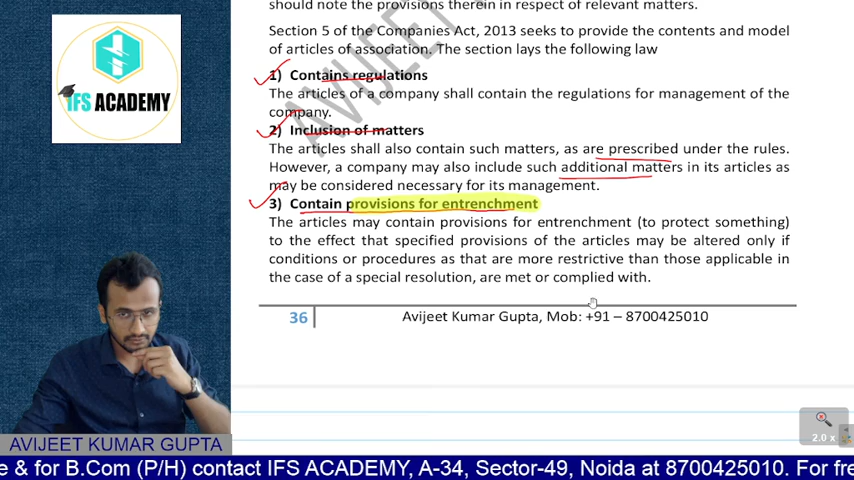 should note the provisions therein in respect of relevant matters.
Section 5 of the Companies Act, 2013 seeks to provide the contents and model
of articles of association. The section lays the following law
1) Contains regulations
The articles of a company shall contain the regulations for management of the
company.
2) Inclusion of matters
The articles shall also contain such matters, as are prescribed under the rules.
However, a company may also include such additional matters in its articles as
may be considered necessary for its management.
3) Contain provisions for entrenchment
The articles may contain provisions for entrenchment (to protect something)
to the effect that specified provisions of the articles may be altered only if
conditions or procedures as that are more restrictive than those applicable in
the case of a special resolution, are met or complied with.
36
Avijeet Kumar Gupta, Mob: +91 – 8700425010
IFS ACADEMY
AVIJEET
2.0 x
AVIJEET KUMAR GUPTA
e & for B.Com (P/H) contact IFS ACADEMY, A-34, Sector-49, Noida at 8700425010. For fre